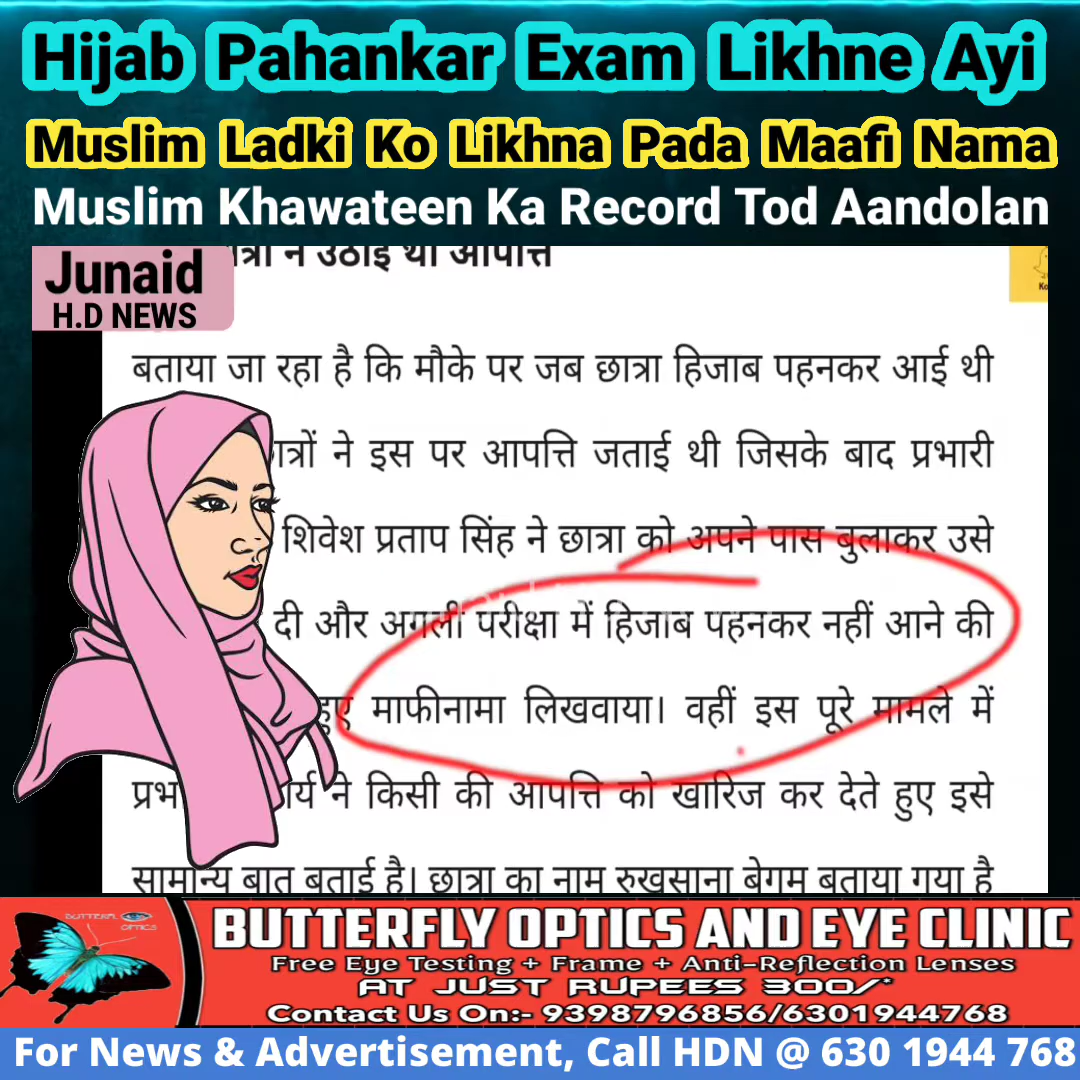 Hijab Pahankar Exam Likhne Ayi
Muslim Ladki Ko Likhna Pada Maafi Nama
Muslim Khawateen Ka Record Tod Aandolan
Junaid
H.D NEWS
ने उठाई थी आपत्ति
बताया जा रहा है कि मौके पर जब छात्रा हिजाब पहनकर आई थी
ने इस पर आपत्ति जताई थी जिसके बाद प्रभारी
शिवेश प्रताप सिंह ने छात्रा को अपने पास बुलाकर उसे
दी और अगली परीक्षा में हिजाब पहनकर नहीं आने की
हुए माफीनामा लिखवाया। वहीं इस पूरे मामले में
ने किसी की आपत्ति को खारिज कर देते हुए इसे
सामान्य बात बताई है। छात्रा का नाम रुखसाना बेगम बताया गया है
BUTTERFLY OPTICS AND EYE CLINIC
Free Eye Testing + Frame + Anti-Reflection Lenses
AT JUST RUPEES 300/*
Contact Us On:- 9398796856/6301944768
For News & Advertisement, Call HDN @ 630 1944 768